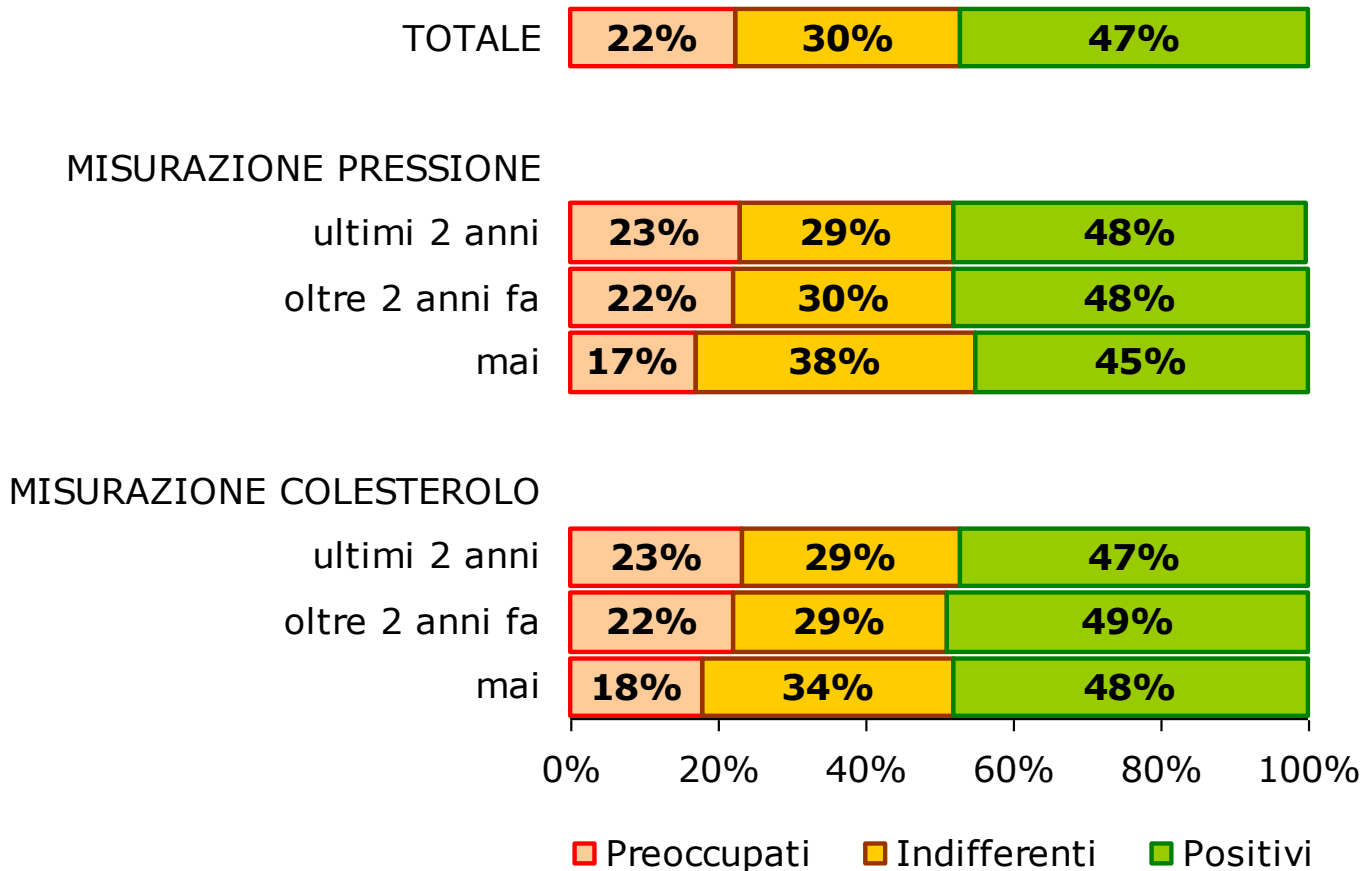 TOTALE 22% 30% 47%
MISURAZIONE PRESSIONE
ultimi 2 anni 23% 29% 48%
oltre 2 anni fa 22% 30% 48%
mai 17% 38% 45%
MISURAZIONE COLESTEROLO
ultimi 2 anni 23% 29% 47%
oltre 2 anni fa 22% 29% 49%
mai 18% 34% 48%
0% 20% 40% 60% 80% 100%
Preoccupati Indifferenti Positivi